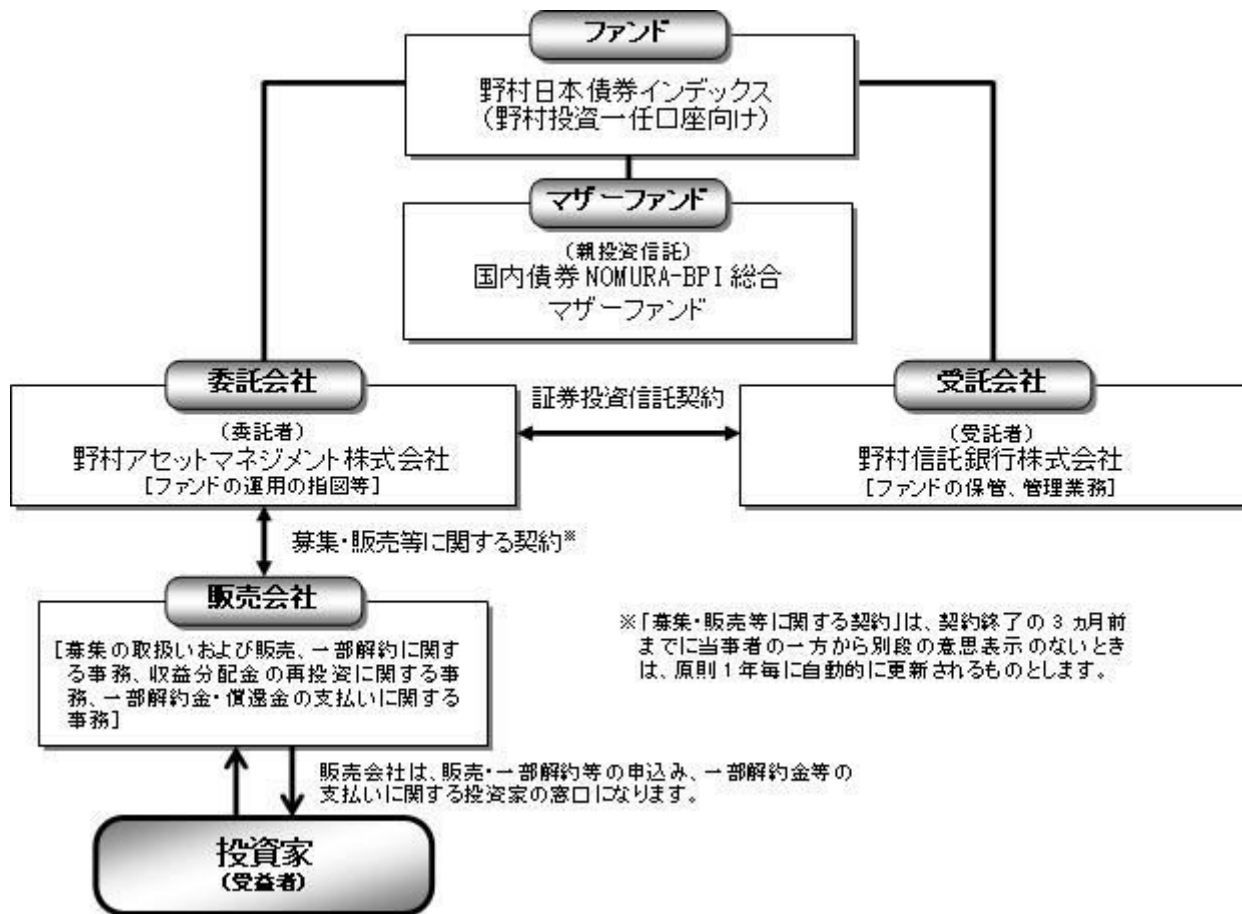 ファンド
野村日本債券インデックス
(野村投資一任口座向け)
マザーファンド
(親投資信託)
国内債券 NOMURA-BPI 総合
マザーファンド
委託会社
(委託者)
野村アセットマネジメント株式会社
[ファンドの運用の指図等]
証券投資信託契約
受託会社
(受託者)
野村信託銀行株式会社
[ファンドの保管、管理業務]
募集・販売等に関する契約※
販売会社
[募集の取扱いおよび販売、一部解約に関す
る事務、収益分配金の再投資に関する事
務、一部解約金・償還金の支払いに関する
事務]
※「募集・販売等に関する契約」は、契約終了の 3 ヵ月前
までに当事者の一方から別段の意思表示のないとき
は、原則 1 年毎に自動的に更新されるものとします。
販売会社は、販売・一部解約等の申込み、一部解約金等の
支払いに関する投資家の窓口になります。
投資家
(受益者)